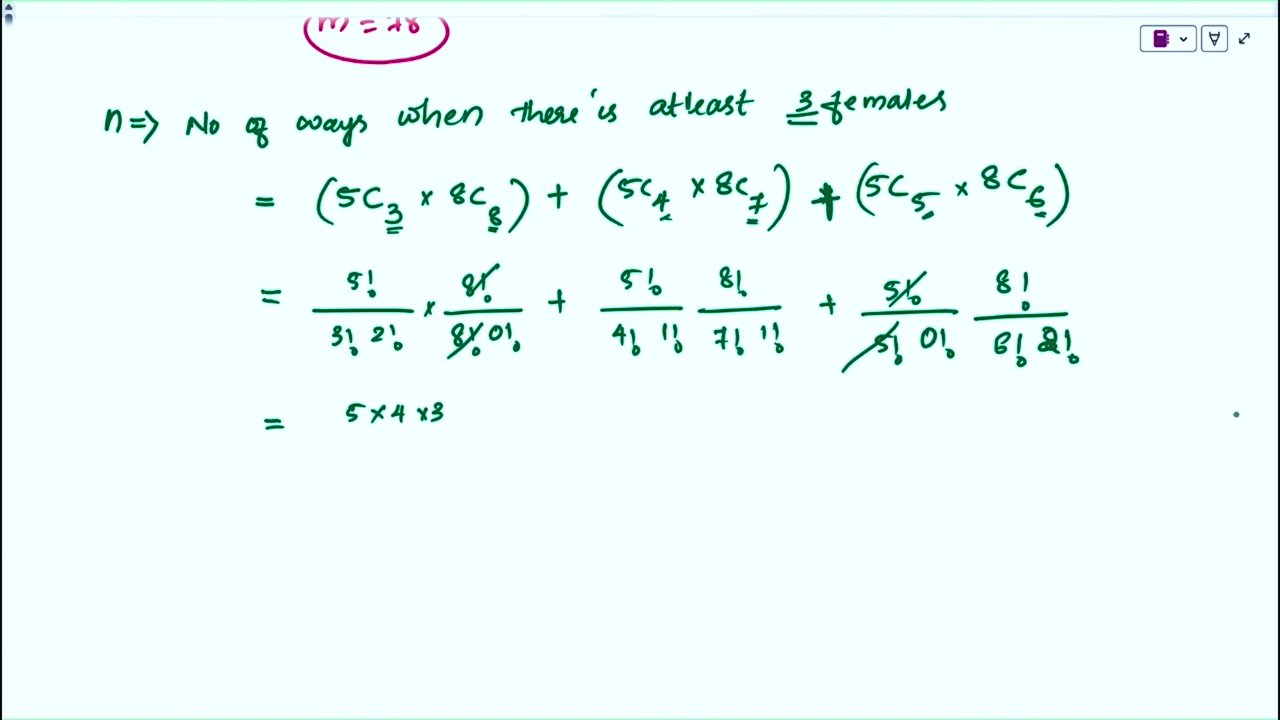 m = 78
n => No of ways when there is atleast 3 females
= (5C3 × 8C8) + (5C4 × 8C7) + (5C5 × 8C6)
= 5!/3! 2! × 8!/8! 0! + 5!/4! 1! 8!/7! 1! + 5!/5! 0! 8!/6! 2!
= 5 × 4 × 3